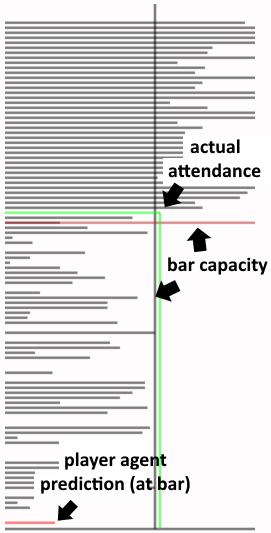 actual
attendance
bar capacity
player agent
prediction (at bar)